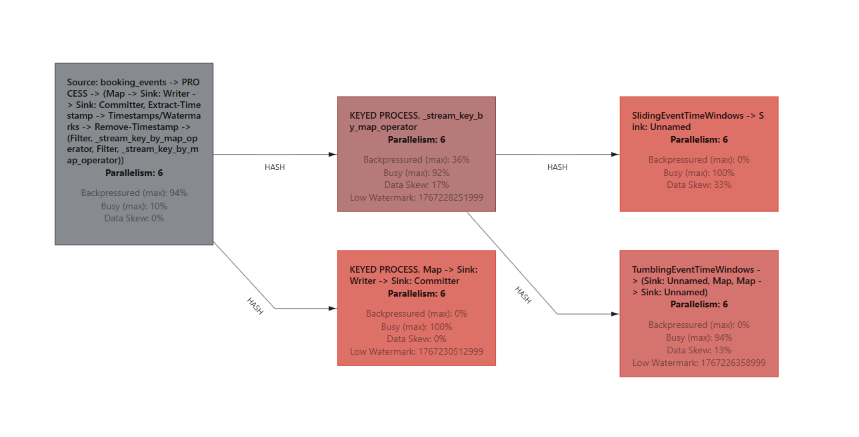 Source: booking_events -> PRO
CESS -> (Map -> Sink: Writer -
> Sink: Committer, Extract-Time
stamp -> Timestamps/Waterma
rks -> Remove-Timestamp ->
(Filter, _stream_key_by_map_op
erator, Filter, _stream_key_by_m
ap_operator))
Parallelism: 6
Backpressured (max): 94%
Busy (max): 10%
Data Skew: 0%
HASH
HASH
KEYED PROCESS, _stream_key_b
y_map_operator
Parallelism: 6
Backpressured (max): 36%
Busy (max): 92%
Data Skew: 17%
Low Watermark: 1767228251999
KEYED PROCESS, Map -> Sink:
Writer -> Sink: Committer
Parallelism: 6
Backpressured (max): 0%
Busy (max): 100%
Data Skew: 0%
Low Watermark: 1767230512999
HASH
HASH
SlidingEventTimeWindows -> S
ink: Unnamed
Parallelism: 6
Backpressured (max): 0%
Busy (max): 100%
Data Skew: 33%
TumblingEventTimeWindows -
> (Sink: Unnamed, Map, Map -
> Sink: Unnamed)
Parallelism: 6
Backpressured (max): 0%
Busy (max): 94%
Data Skew: 13%
Low Watermark: 1767226358999